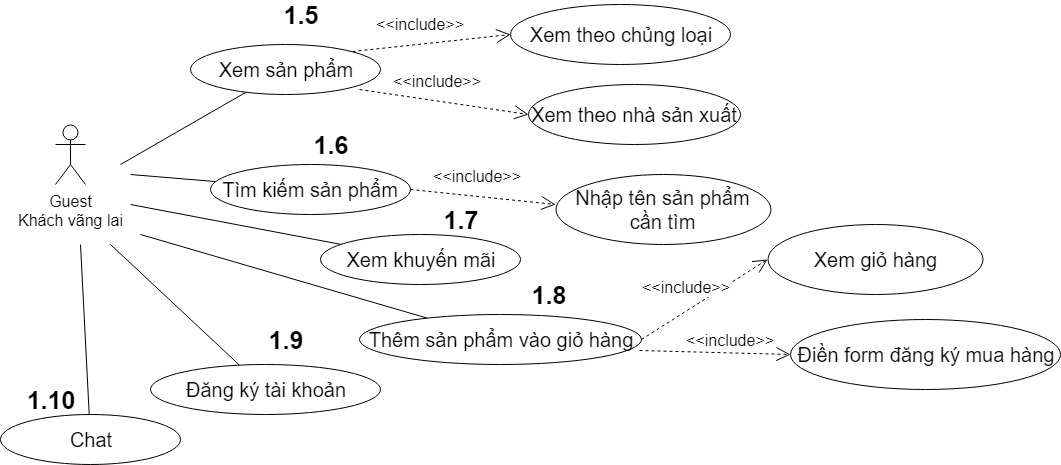 1.5
<<include>>
Xem theo chủng loại
Xem sản phẩm
<<include>>
Xem theo nhà sản xuất
1.6
Tìm kiếm sản phẩm
<<include>>
Nhập tên sản phẩm
cần tìm
Guest
Khách vãng lai
1.7
Xem khuyến mãi
Xem giỏ hàng
<<include>>
1.8
Thêm sản phẩm vào giỏ hàng
<<include>>
Điền form đăng ký mua hàng
1.9
Đăng ký tài khoản
1.10
Chat